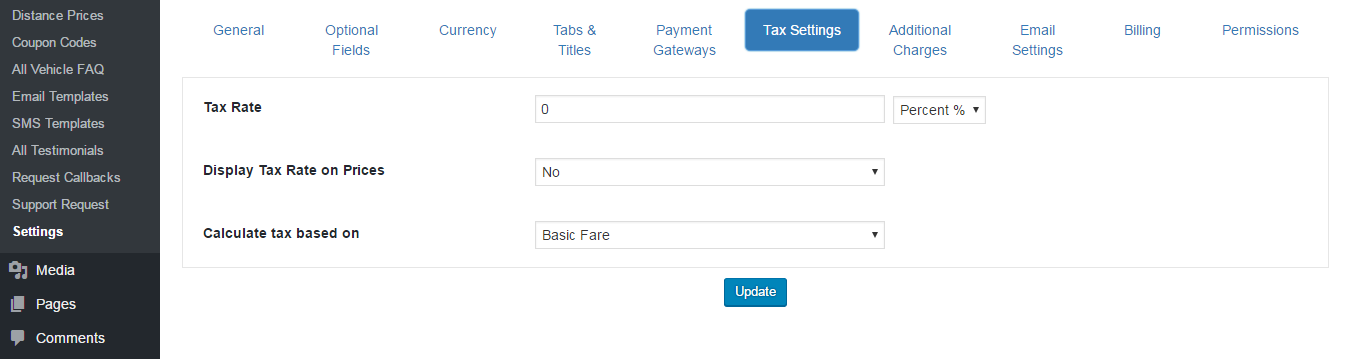 Distance Prices
Coupon Codes
All Vehicle FAQ
Email Templates
SMS Templates
All Testimonials
Request Callbacks
Support Request
Settings
Media
Pages
Comments
General
Optional
Fields
Currency
Tabs &
Titles
Payment
Gateways
Tax Settings
Additional
Charges
Email
Settings
Billing
Permissions
Tax Rate
0
Percent %
Display Tax Rate on Prices
No
Calculate tax based on
Basic Fare
Update